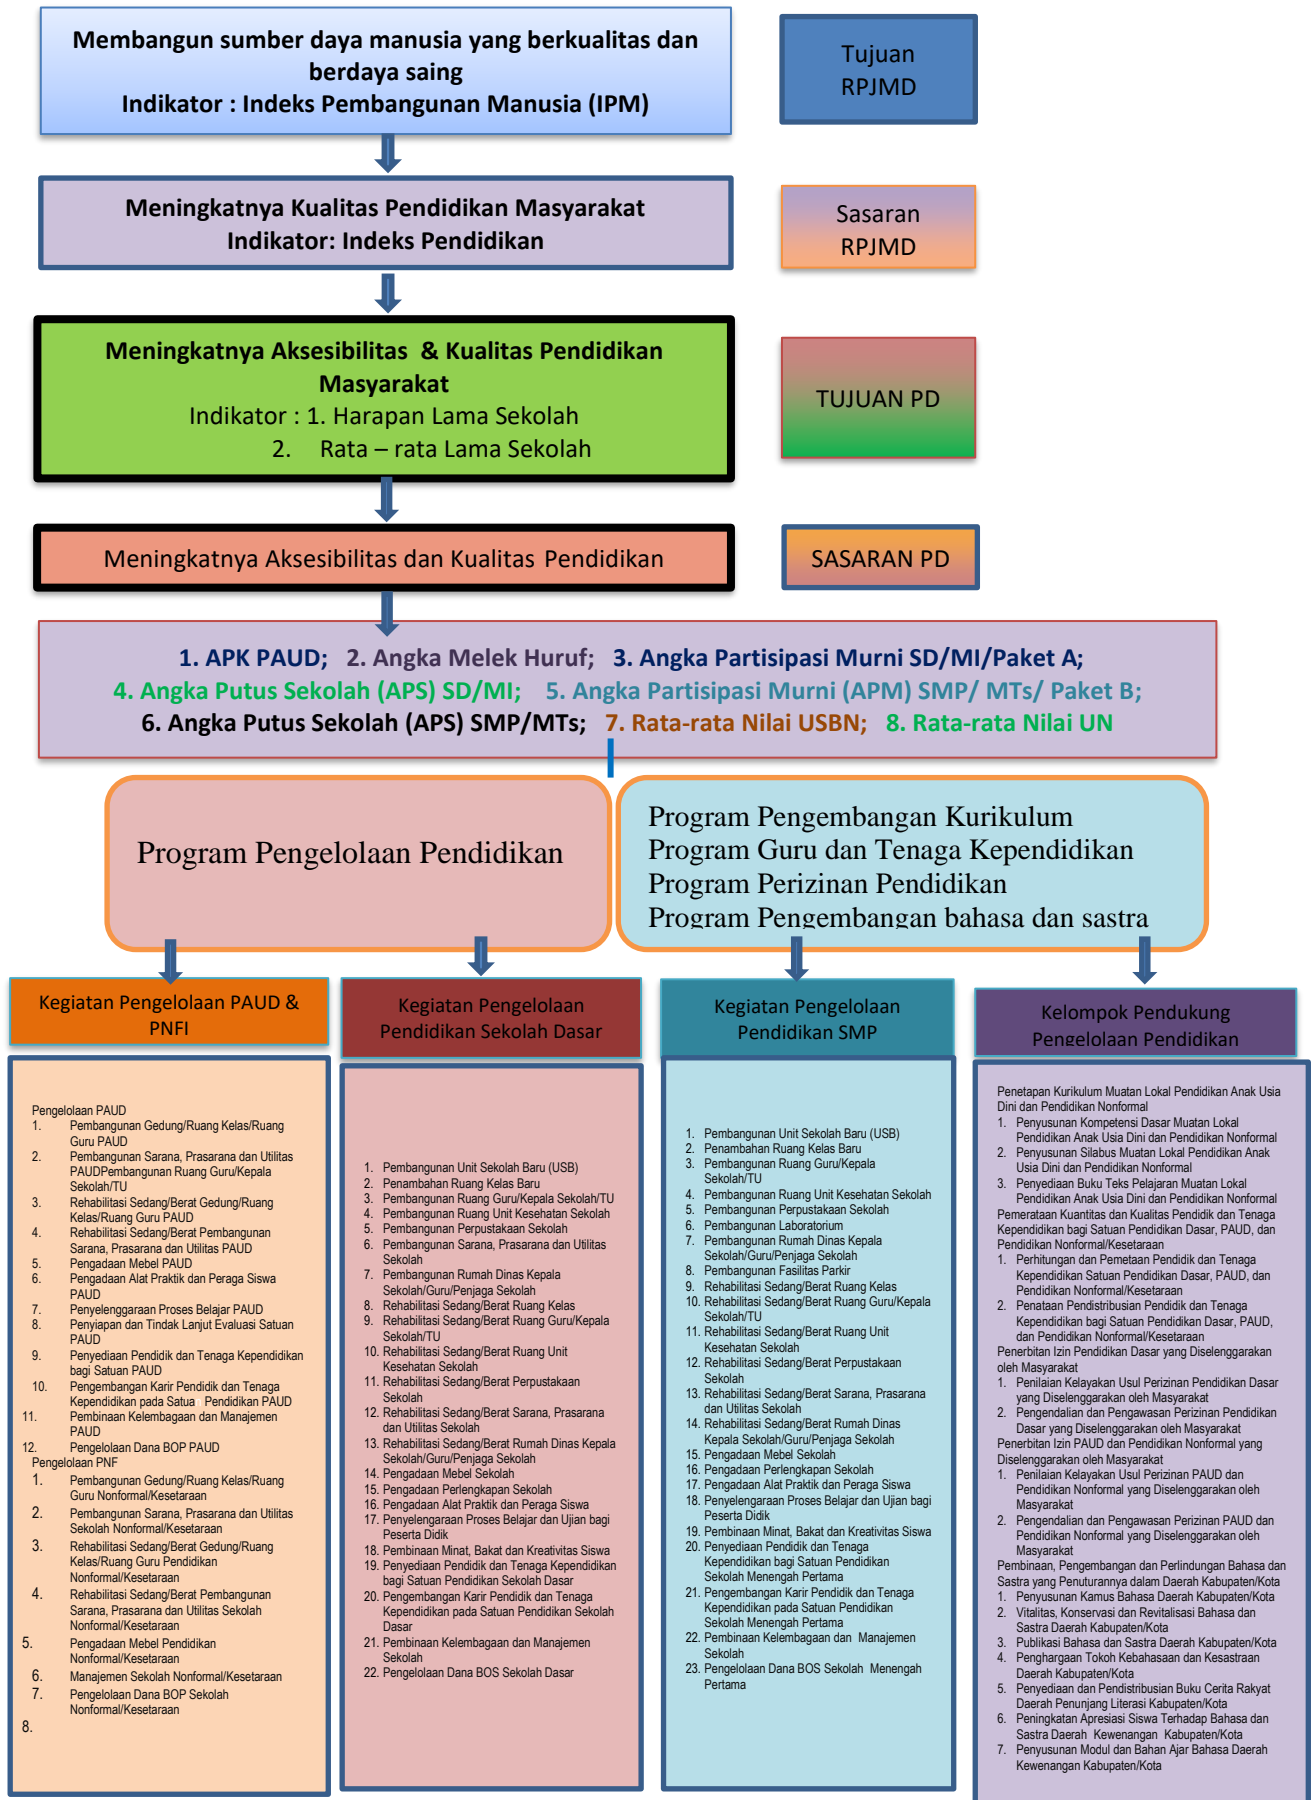 Membangun sumber daya manusia yang berkualitas dan
berdaya saing
Indikator : Indeks Pembangunan Manusia (IPM)
Tujuan
RPJMD
Meningkatnya Kualitas Pendidikan Masyarakat
Indikator: Indeks Pendidikan
Sasaran
RPJMD
Meningkatnya Aksesibilitas & Kualitas Pendidikan
Masyarakat
Indikator : 1. Harapan Lama Sekolah
2. Rata – rata Lama Sekolah
TUJUAN PD
Meningkatnya Aksesibilitas dan Kualitas Pendidikan
SASARAN PD
1. APK PAUD; 2. Angka Melek Huruf; 3. Angka Partisipasi Murni SD/MI/Paket A;
4. Angka Putus Sekolah (APS) SD/MI; 5. Angka Partisipasi Murni (APM) SMP/ MTs/ Paket B;
6. Angka Putus Sekolah (APS) SMP/MTs; 7. Rata-rata Nilai USBN; 8. Rata-rata Nilai UN
Program Pengelolaan Pendidikan
Program Pengembangan Kurikulum
Program Guru dan Tenaga Kependidikan
Program Perizinan Pendidikan
Program Pengembangan bahasa dan sastra
Kegiatan Pengelolaan PAUD &
PNFI
Pengelolaan PAUD
1. Pembangunan Gedung/Ruang Kelas/Ruang
Guru PAUD
2. Pembangunan Sarana, Prasarana dan Utilitas
PAUDPembangunan Ruang Guru/Kepala
Sekolah/TU
3. Rehabilitasi Sedang/Berat Gedung/Ruang
Kelas/Ruang Guru PAUD
4. Rehabilitasi Sedang/Berat Pembangunan
Sarana, Prasarana dan Utilitas PAUD
5. Pengadaan Mebel PAUD
6. Pengadaan Alat Praktik dan Peraga Siswa
PAUD
7. Penyelenggaraan Proses Belajar PAUD
8. Penyiapan dan Tindak Lanjut Evaluasi Satuan
PAUD
9. Penyediaan Pendidik dan Tenaga Kependidikan
bagi Satuan PAUD
10. Pengembangan Karir Pendidik dan Tenaga
Kependidikan pada Satua Pendidikan PAUD
11. Pembinaan Kelembagaan dan Manajemen
PAUD
12. Pengelolaan Dana BOP PAUD
Pengelolaan PNF
1. Pembangunan Gedung/Ruang Kelas/Ruang
Guru Nonformal/Kesetaraan
2. Pembangunan Sarana, Prasarana dan Utilitas
Sekolah Nonformal/Kesetaraan
3. Rehabilitasi Sedang/Berat Gedung/Ruang
Kelas/Ruang Guru Pendidikan
Nonformal/Kesetaraan
4. Rehabilitasi Sedang/Berat Pembangunan
Sarana, Prasarana dan Utilitas Sekolah
Nonformal/Kesetaraan
5. Pengadaan Mebel Pendidikan
Nonformal/Kesetaraan
6. Manajemen Sekolah Nonformal/Kesetaraan
7. Pengelolaan Dana BOP Sekolah
Nonformal/Kesetaraan
8.
Kegiatan Pengelolaan
Pendidikan Sekolah Dasar
1. Pembangunan Unit Sekolah Baru (USB)
2. Penambahan Ruang Kelas Baru
3. Pembangunan Ruang Guru/Kepala Sekolah/TU
4. Pembangunan Ruang Unit Kesehatan Sekolah
5. Pembangunan Perpustakaan Sekolah
6. Pembangunan Sarana, Prasarana dan Utilitas
Sekolah
7. Pembangunan Rumah Dinas Kepala
Sekolah/Guru/Penjaga Sekolah
8. Rehabilitasi Sedang/Berat Ruang Kelas
9. Rehabilitasi Sedang/Berat Ruang Guru/Kepala
Sekolah/TU
10. Rehabilitasi Sedang/Berat Ruang Unit
Kesehatan Sekolah
11. Rehabilitasi Sedang/Berat Perpustakaan
Sekolah
12. Rehabilitasi Sedang/Berat Sarana, Prasarana
dan Utilitas Sekolah
13. Rehabilitasi Sedang/Berat Rumah Dinas Kepala
Sekolah/Guru/Penjaga Sekolah
14. Pengadaan Mebel Sekolah
15. Pengadaan Perlengkapan Sekolah
16. Pengadaan Alat Praktik dan Peraga Siswa
17. Penyelengaraan Proses Belajar dan Ujian bagi
Peserta Didik
18. Pembinaan Minat, Bakat dan Kreativitas Siswa
19. Penyediaan Pendidik dan Tenaga Kependidikan
bagi Satuan Pendidikan Sekolah Dasar
20. Pengembangan Karir Pendidik dan Tenaga
Kependidikan pada Satuan Pendidikan Sekolah
Dasar
21. Pembinaan Kelembagaan dan Manajemen
Sekolah
22. Pengelolaan Dana BOS Sekolah Dasar
Kegiatan Pengelolaan
Pendidikan SMP
1. Pembangunan Unit Sekolah Baru (USB)
2. Penambahan Ruang Kelas Baru
3. Pembangunan Ruang Guru/Kepala
Sekolah/TU
4. Pembangunan Ruang Unit Kesehatan Sekolah
5. Pembangunan Perpustakaan Sekolah
6. Pembangunan Laboratorium
7. Pembangunan Rumah Dinas Kepala
Sekolah/Guru/Penjaga Sekolah
8. Pembangunan Fasilitas Parkir
9. Rehabilitasi Sedang/Berat Ruang Kelas
10. Rehabilitasi Sedang/Berat Ruang Guru/Kepala
Sekolah/TU
11. Rehabilitasi Sedang/Berat Ruang Unit
Kesehatan Sekolah
12. Rehabilitasi Sedang/Berat Perpustakaan
Sekolah
13. Rehabilitasi Sedang/Berat Sarana, Prasarana
dan Utilitas Sekolah
14. Rehabilitasi Sedang/Berat Rumah Dinas
Kepala Sekolah/Guru/Penjaga Sekolah
15. Pengadaan Mebel Sekolah
16. Pengadaan Perlengkapan Sekolah
17. Pengadaan Alat Praktik dan Peraga Siswa
18. Penyelengaraan Proses Belajar dan Ujian bagi
Peserta Didik
19. Pembinaan Minat, Bakat dan Kreativitas Siswa
20. Penyediaan Pendidik dan Tenaga
Kependidikan bagi Satuan Pendidikan
Sekolah Menengah Pertama
21. Pengembangan Karir Pendidik dan Tenaga
Kependidikan pada Satuan Pendidikan
Sekolah Menengah Pertama
22. Pembinaan Kelembagaan dan Manajemen
Sekolah
23. Pengelolaan Dana BOS Sekolah Menengah
Pertama
Kelompok Pendukung
Pengelolaan Pendidikan
Penetapan Kurikulum Muatan Lokal Pendidikan Anak Usia
Dini dan Pendidikan Nonformal
1. Penyusunan Kompetensi Dasar Muatan Lokal
Pendidikan Anak Usia Dini dan Pendidikan Nonformal
2. Penyusunan Silabus Muatan Lokal Pendidikan Anak
Usia Dini dan Pendidikan Nonformal
3. Penyediaan Buku Teks Pelajaran Muatan Lokal
Pendidikan Anak Usia Dini dan Pendidikan Nonformal
Pemerataan Kuantitas dan Kualitas Pendidik dan Tenaga
Kependidikan bagi Satuan Pendidikan Dasar, PAUD, dan
Pendidikan Nonformal/Kesetaraan
1. Perhitungan dan Pemetaan Pendidik dan Tenaga
Kependidikan Satuan Pendidikan Dasar, PAUD, dan
Pendidikan Nonformal/Kesetaraan
2. Penataan Pendistribusian Pendidik dan Tenaga
Kependidikan bagi Satuan Pendidikan Dasar, PAUD,
dan Pendidikan Nonformal/Kesetaraan
Penerbitan Izin Pendidikan Dasar yang Diselenggarakan
oleh Masyarakat
1. Penilaian Kelayakan Usul Perizinan Pendidikan Dasar
yang Diselenggarakan oleh Masyarakat
2. Pengendalian dan Pengawasan Perizinan Pendidikan
Dasar yang Diselenggarakan oleh Masyarakat
Penerbitan Izin PAUD dan Pendidikan Nonformal yang
Diselenggarakan oleh Masyarakat
1. Penilaian Kelayakan Usul Perizinan PAUD dan
Pendidikan Nonformal yang Diselenggarakan oleh
Masyarakat
2. Pengendalian dan Pengawasan Perizinan PAUD dan
Pendidikan Nonformal yang Diselenggarakan oleh
Masyarakat
Pembinaan, Pengembangan dan Perlindungan Bahasa dan
Sastra yang Penuturannya dalam Daerah Kabupaten/Kota
1. Penyusunan Kamus Bahasa Daerah Kabupaten/Kota
2. Vitalitas, Konservasi dan Revitalisasi Bahasa dan
Sastra Daerah Kabupaten/Kota
3. Publikasi Bahasa dan Sastra Daerah Kabupaten/Kota
4. Penghargaan Tokoh Kebahasaan dan Kesastraan
Daerah Kabupaten/Kota
5. Penyediaan dan Pendistribusian Buku Cerita Rakyat
Daerah Penunjang Literasi Kabupaten/Kota
6. Peningkatan Apresiasi Siswa Terhadap Bahasa dan
Sastra Daerah Kewenangan Kabupaten/Kota
7. Penyusunan Modul dan Bahan Ajar Bahasa Daerah
Kewenangan Kabupaten/Kota